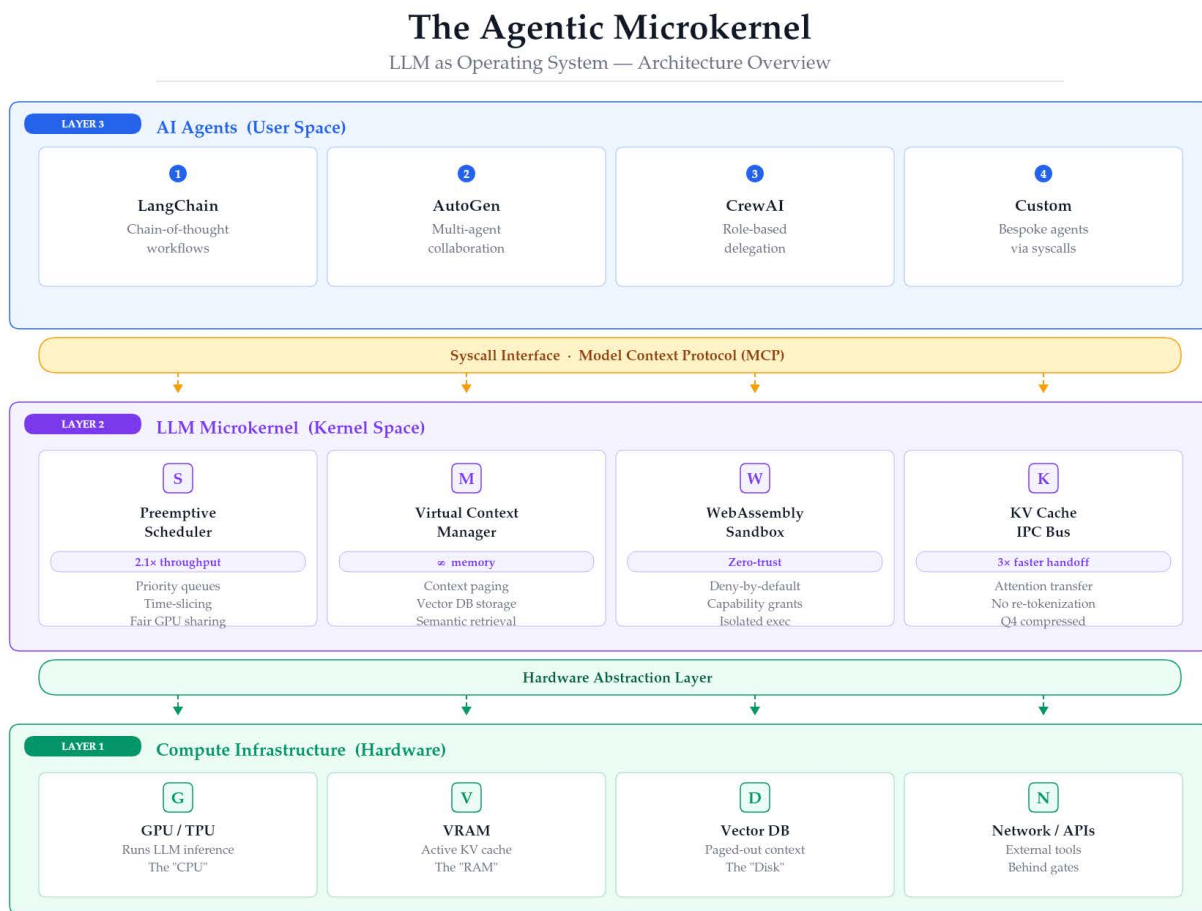 The Agentic Microkernel
LLM as Operating System — Architecture Overview
LAYER 3
AI Agents (User Space)
1
LangChain
Chain-of-thought
workflows
2
AutoGen
Multi-agent
collaboration
3
CrewAI
Role-based
delegation
4
Custom
Bespoke agents
via syscalls
Syscall Interface · Model Context Protocol (MCP)
LAYER 2
LLM Microkernel (Kernel Space)
S
Preemptive
Scheduler
2.1× throughput
Priority queues
Time-slicing
Fair GPU sharing
M
Virtual Context
Manager
∞ memory
Context paging
Vector DB storage
Semantic retrieval
W
WebAssembly
Sandbox
Zero-trust
Deny-by-default
Capability grants
Isolated exec
K
KV Cache
IPC Bus
3× faster handoff
Attention transfer
No re-tokenization
Q4 compressed
Hardware Abstraction Layer
LAYER 1
Compute Infrastructure (Hardware)
G
GPU / TPU
Runs LLM inference
The "CPU"
V
VRAM
Active KV cache
The "RAM"
D
Vector DB
Paged-out context
The "Disk"
N
Network / APIs
External tools
Behind gates